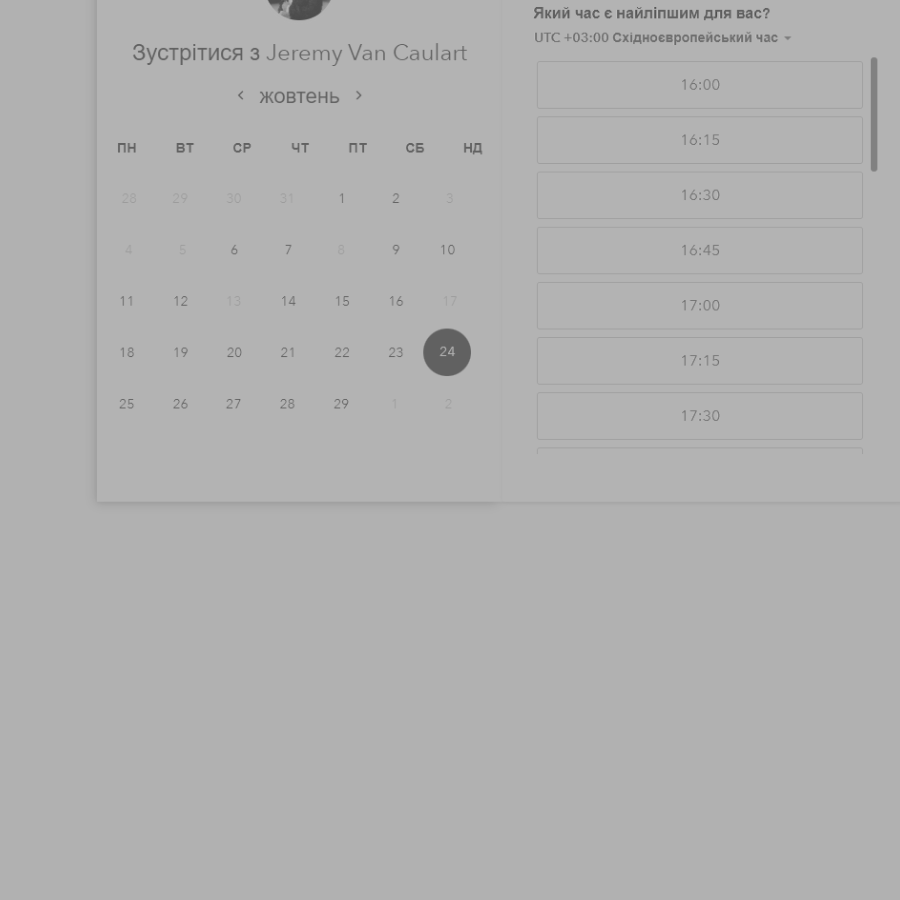 Зустрітися з Jeremy Van Caulart
жовтень
ПН ВТ СР ЧТ ПТ СБ НД
28 29 30 31 1 2 3
4 5 6 7 8 9 10
11 12 13 14 15 16 17
18 19 20 21 22 23 24
25 26 27 28 29 1 2
Який час є найліпшим для вас?
UTC +03:00 Східноєвропейський час
16:00
16:15
16:30
16:45
17:00
17:15
17:30